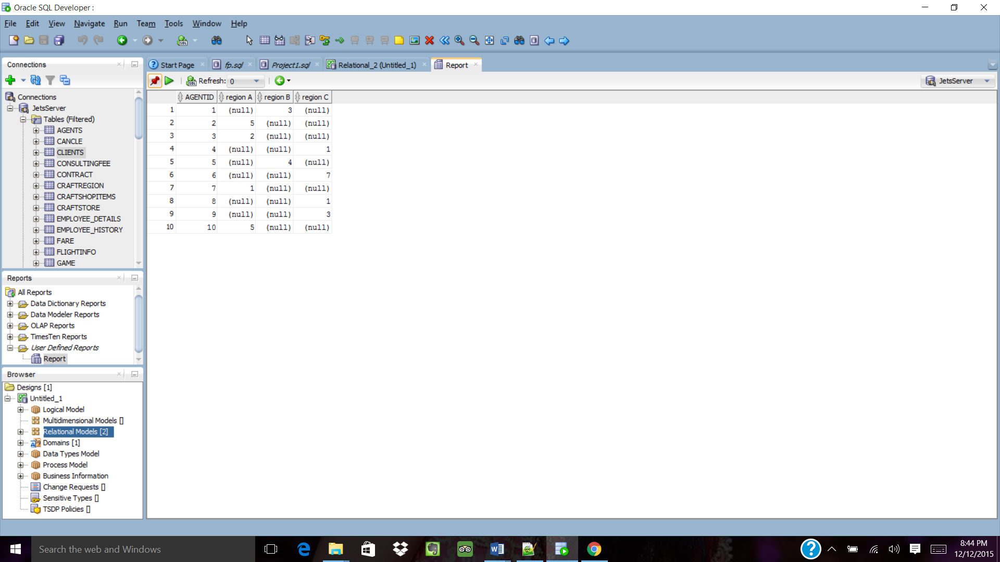 Oracle SQL Developer :
File Edit View Navigate Run Team Tools Window Help
Connections
Connections
JetsServer
Tables (Filtered)
AGENTS
CANCLE
CLIENTS
CONSULTINGFEE
CONTRACT
CRAFTREGION
CRAFTSHOPITEMS
CRAFTSTORE
EMPLOYEE_DETAILS
EMPLOYEE_HISTORY
FARE
FLIGHTINFO
GAME
Reports
All Reports
Data Dictionary Reports
Data Modeler Reports
OLAP Reports
TimesTen Reports
User Defined Reports
Report
Browser
Designs [1]
Untitled_1
Logical Model
Multidimensional Models []
Relational Models [2]
Domains [1]
Data Types Model
Process Model
Business Information
Change Requests []
Sensitive Types []
TSDP Policies []
Start Page fp.sql Project1.sql Relational_2 (Untitled_1) Report
SQL Refresh: 0 JetsServer
AGENTID region A region B region C
1 1 (null) 3 (null)
2 2 5 (null) (null)
3 3 2 (null) (null)
4 4 (null) (null) 1
5 5 (null) 4 (null)
6 6 (null) (null) 7
7 7 1 (null) (null)
8 8 (null) (null) 1
9 9 (null) (null) 3
10 10 5 (null) (null)
Search the web and Windows
8:44 PM
12/12/2015